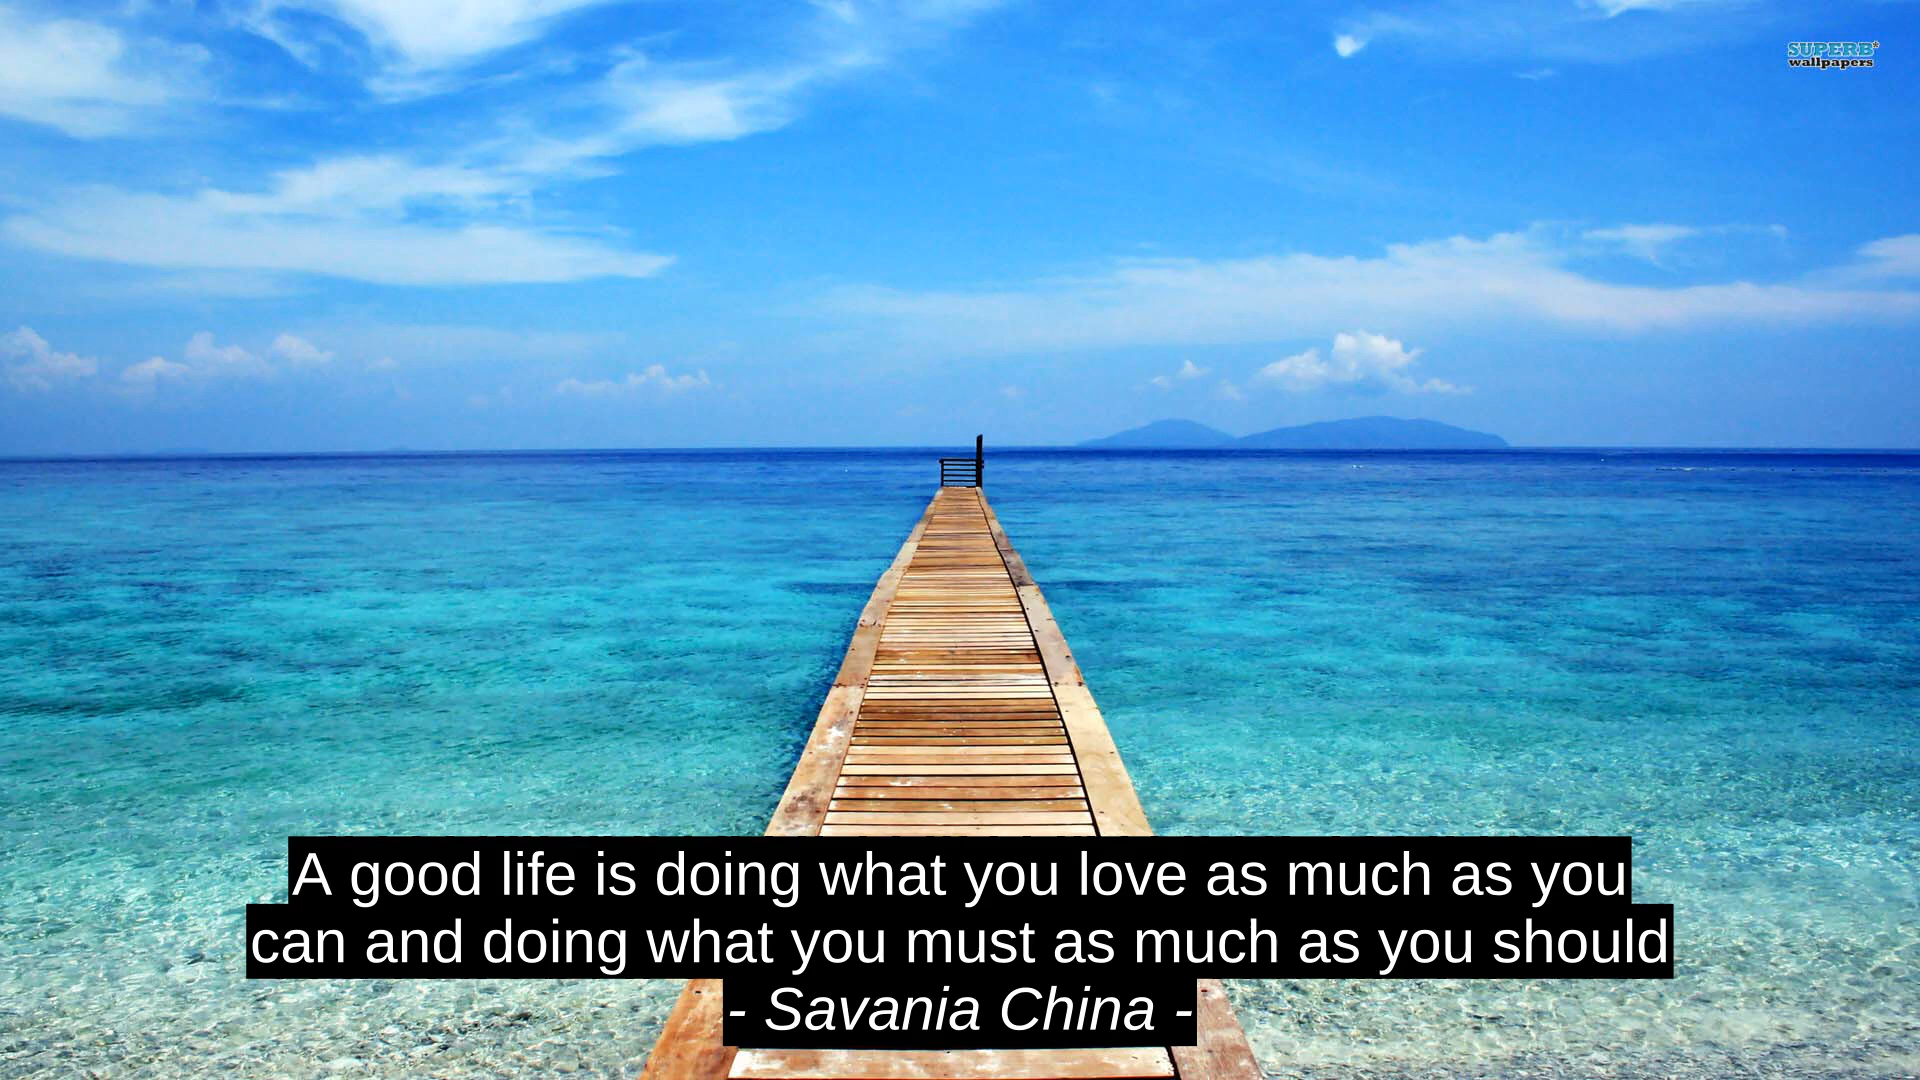 SUPERB
wallpapers
A good life is doing what you love as much as you
can and doing what you must as much as you should
- Savania China -